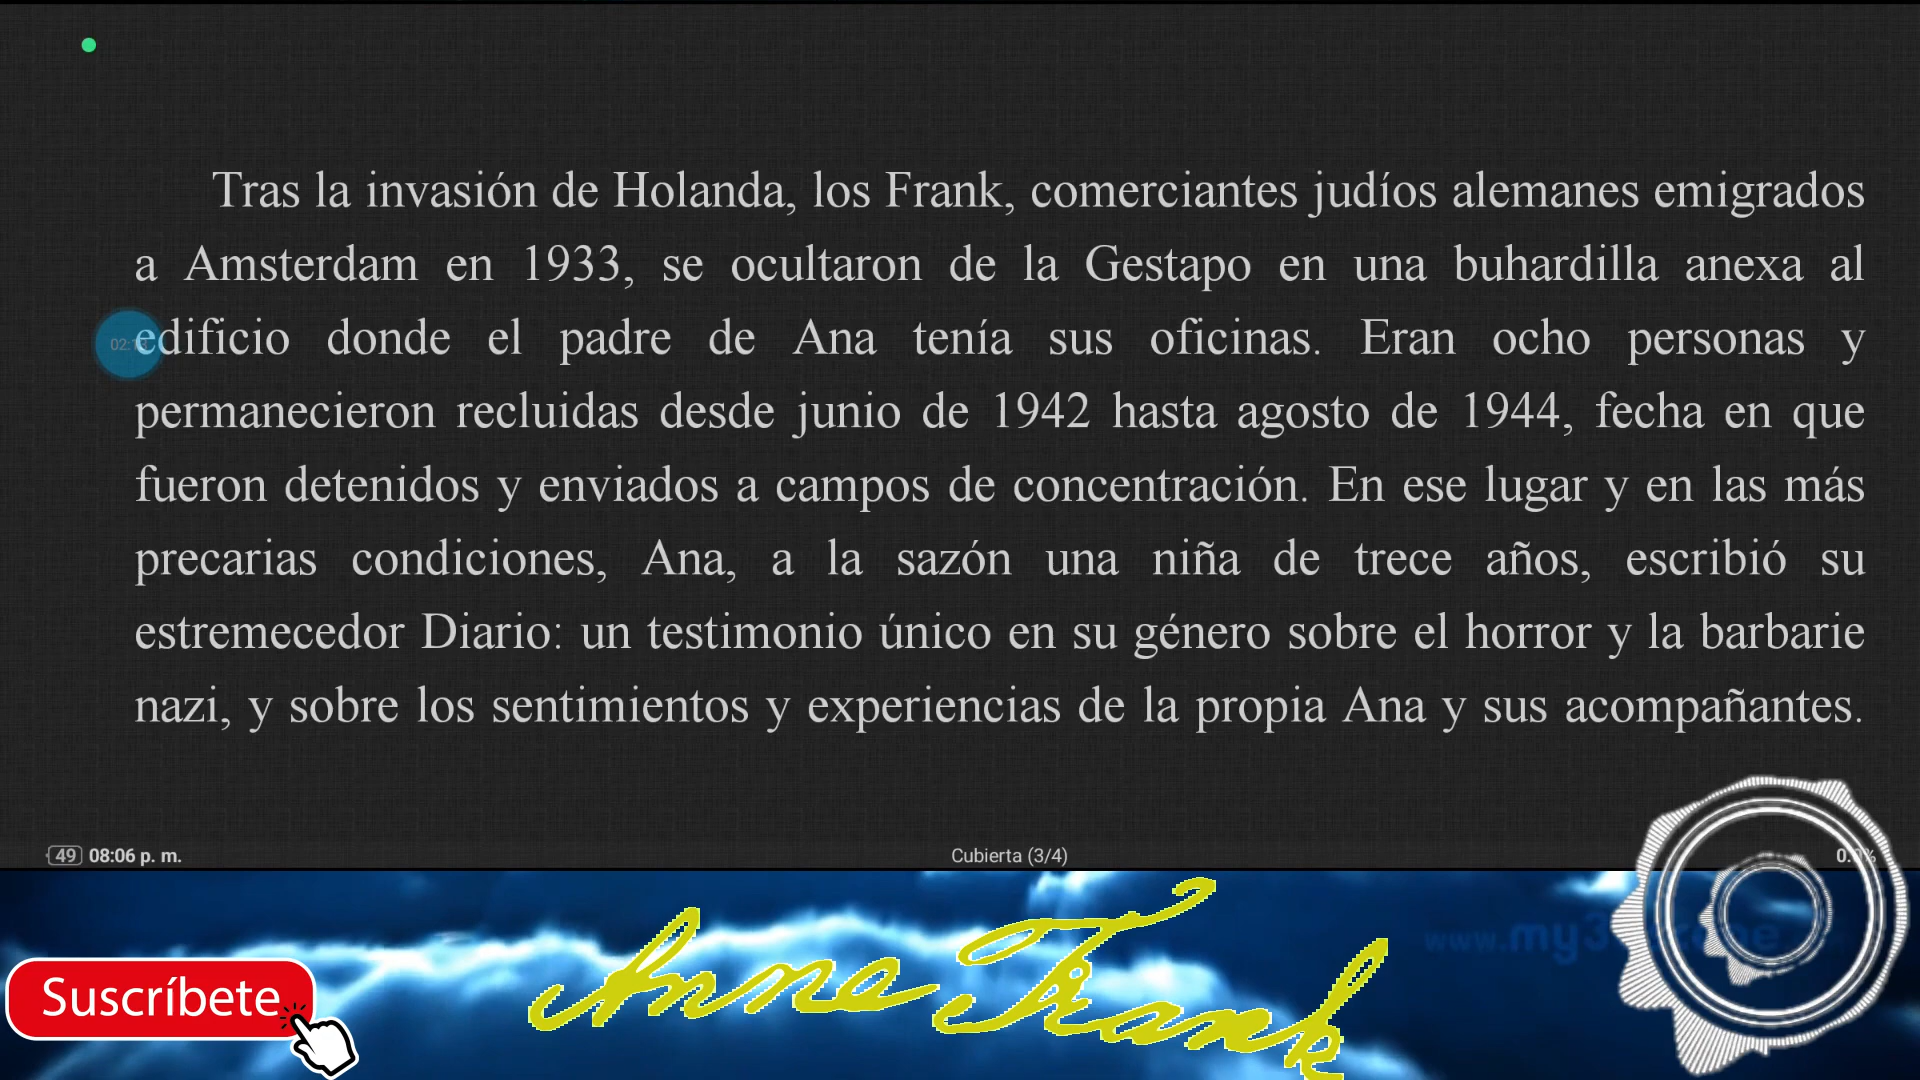 Tras la invasión de Holanda, los Frank, comerciantes judíos alemanes emigrados
a Amsterdam en 1933, se ocultaron de la Gestapo en una buhardilla anexa al
edificio donde el padre de Ana tenía sus oficinas. Eran ocho personas y
permanecieron recluidas desde junio de 1942 hasta agosto de 1944, fecha en que
fueron detenidos y enviados a campos de concentración. En ese lugar y en las más
precarias condiciones, Ana, a la sazón una niña de trece años, escribió su
estremecedor Diario: un testimonio único en su género sobre el horror y la barbarie
nazi, y sobre los sentimientos y experiencias de la propia Ana y sus acompañantes.
49 08:06 p. m. Cubierta (3/4)
Anne Frank
Suscríbete